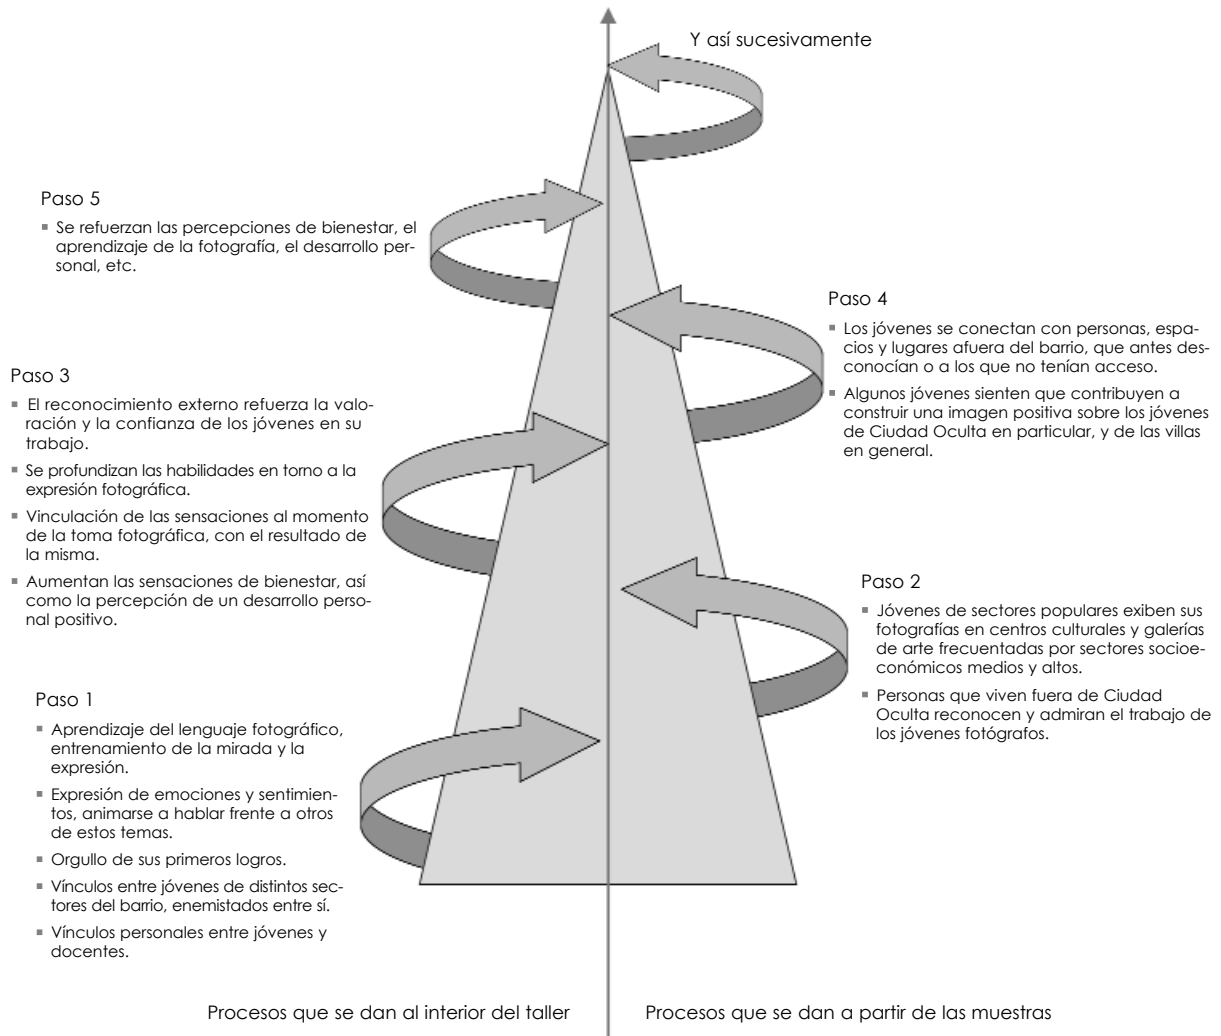 Y así sucesivamente
Paso 5
▪ Se refuerzan las percepciones de bienestar, el
aprendizaje de la fotografía, el desarrollo per-
sonal, etc.
Paso 4
▪ Los jóvenes se conectan con personas, espa-
cios y lugares afuera del barrio, que antes des-
conocían o a los que no tenían acceso.
▪ Algunos jóvenes sienten que contribuyen a
construir una imagen positiva sobre los jóvenes
de Ciudad Oculta en particular, y de las villas
en general.
Paso 3
▪ El reconocimiento externo refuerza la valo-
ración y la confianza de los jóvenes en su
trabajo.
▪ Se profundizan las habilidades en torno a la
expresión fotográfica.
▪ Vinculación de las sensaciones al momento
de la toma fotográfica, con el resultado de
la misma.
▪ Aumentan las sensaciones de bienestar, así
como la percepción de un desarrollo perso-
nal positivo.
Paso 2
▪ Jóvenes de sectores populares exiben sus
fotografías en centros culturales y galerías
de arte frecuentadas por sectores socioe-
conómicos medios y altos.
▪ Personas que viven fuera de Ciudad
Oculta reconocen y admiran el trabajo de
los jóvenes fotógrafos.
Paso 1
▪ Aprendizaje del lenguaje fotográfico,
entrenamiento de la mirada y la
expresión.
▪ Expresión de emociones y sentimien-
tos, animarse a hablar frente a otros
de estos temas.
▪ Orgullo de sus primeros logros.
▪ Vínculos entre jóvenes de distintos sec-
tores del barrio, enemistados entre sí.
▪ Vínculos personales entre jóvenes y
docentes.
Procesos que se dan al interior del taller
Procesos que se dan a partir de las muestras